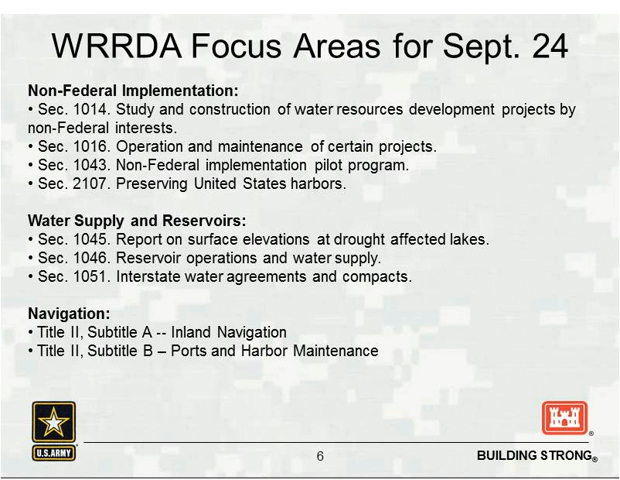 WRRDA Focus Areas for Sept. 24
Non-Federal Implementation:
• Sec. 1014. Study and construction of water resources development projects by
non-Federal interests.
• Sec. 1016. Operation and maintenance of certain projects.
• Sec. 1043. Non-Federal implementation pilot program.
• Sec. 2107. Preserving United States harbors.
Water Supply and Reservoirs:
• Sec. 1045. Report on surface elevations at drought affected lakes.
• Sec. 1046. Reservoir operations and water supply.
• Sec. 1051. Interstate water agreements and compacts.
Navigation:
• Title II, Subtitle A -- Inland Navigation
• Title II, Subtitle B – Ports and Harbor Maintenance
U.S.ARMY
®
6
BUILDING STRONG®